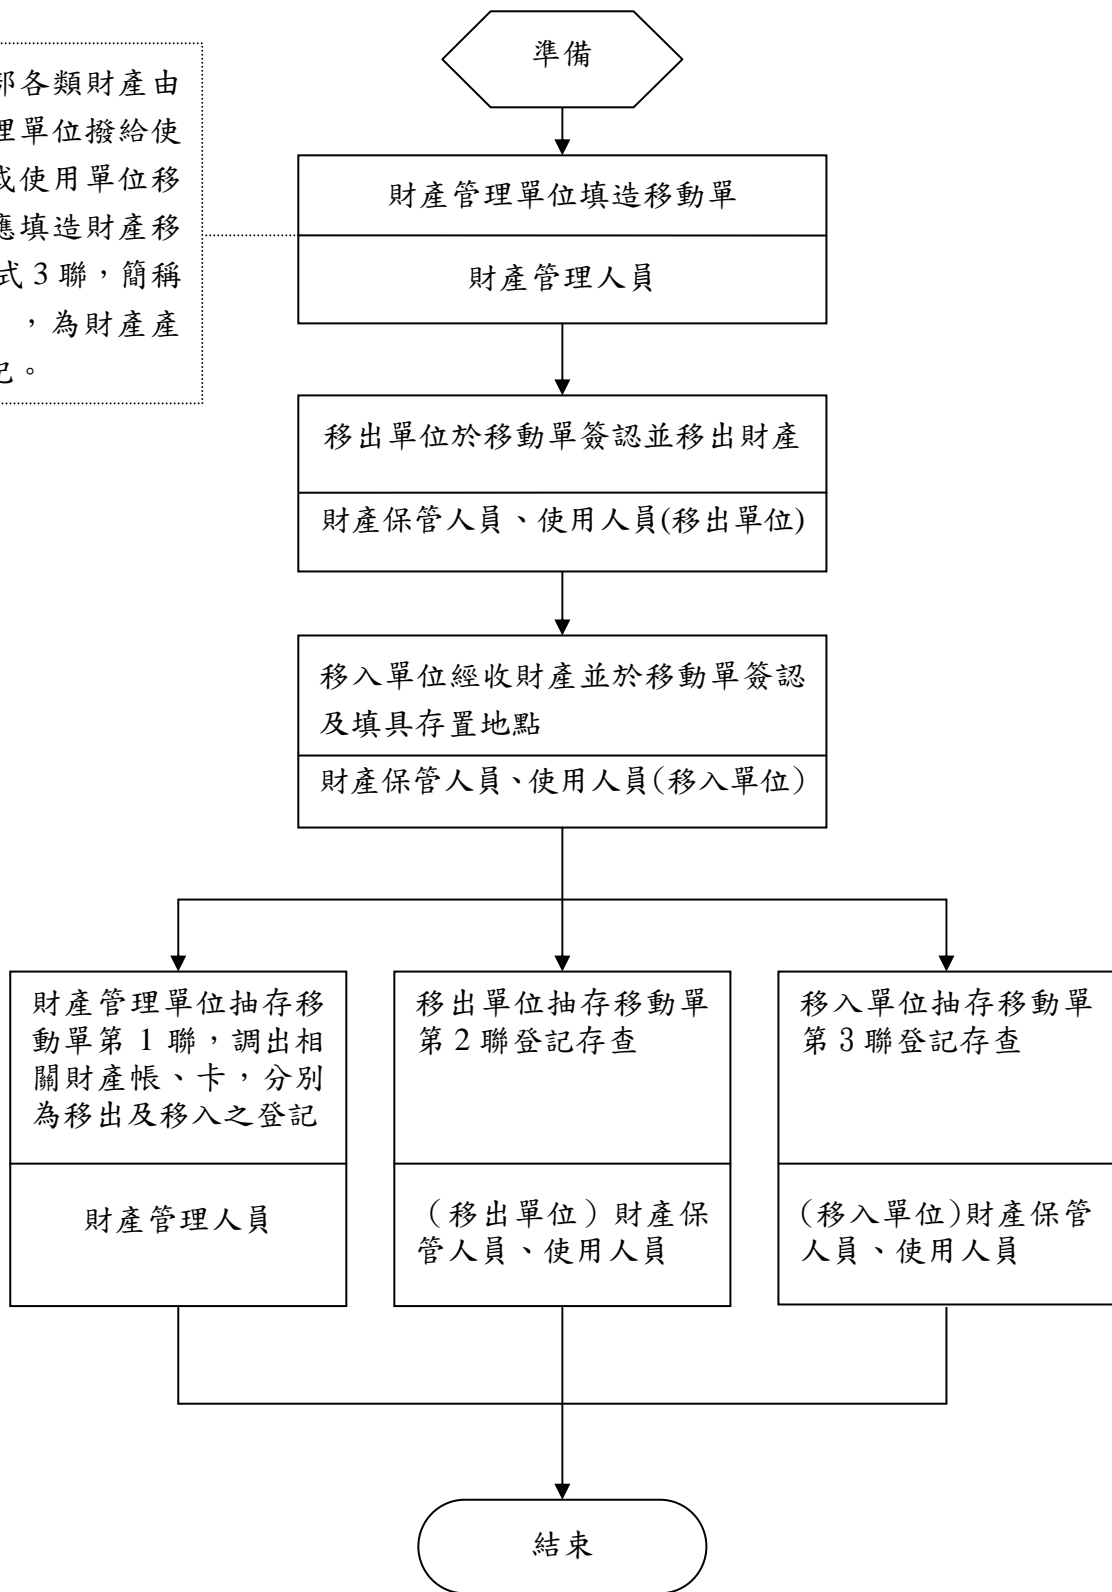 準備
部各類財產由
理單位撥給使
或使用單位移
應填造財產移
式 3 聯，簡稱
），為財產產
記。
財產管理單位填造移動單
財產管理人員
移出單位於移動單簽認並移出財產
財產保管人員、使用人員(移出單位)
移入單位經收財產並於移動單簽認
及填具存置地點
財產保管人員、使用人員(移入單位)
財產管理單位抽存移
動單第 1 聯，調出相
關財產帳、卡，分別
為移出及移入之登記
財產管理人員
移出單位抽存移動單
第 2 聯登記存查
（移出單位）財產保
管人員、使用人員
移入單位抽存移動單
第 3 聯登記存查
(移入單位)財產保管
人員、使用人員
結束